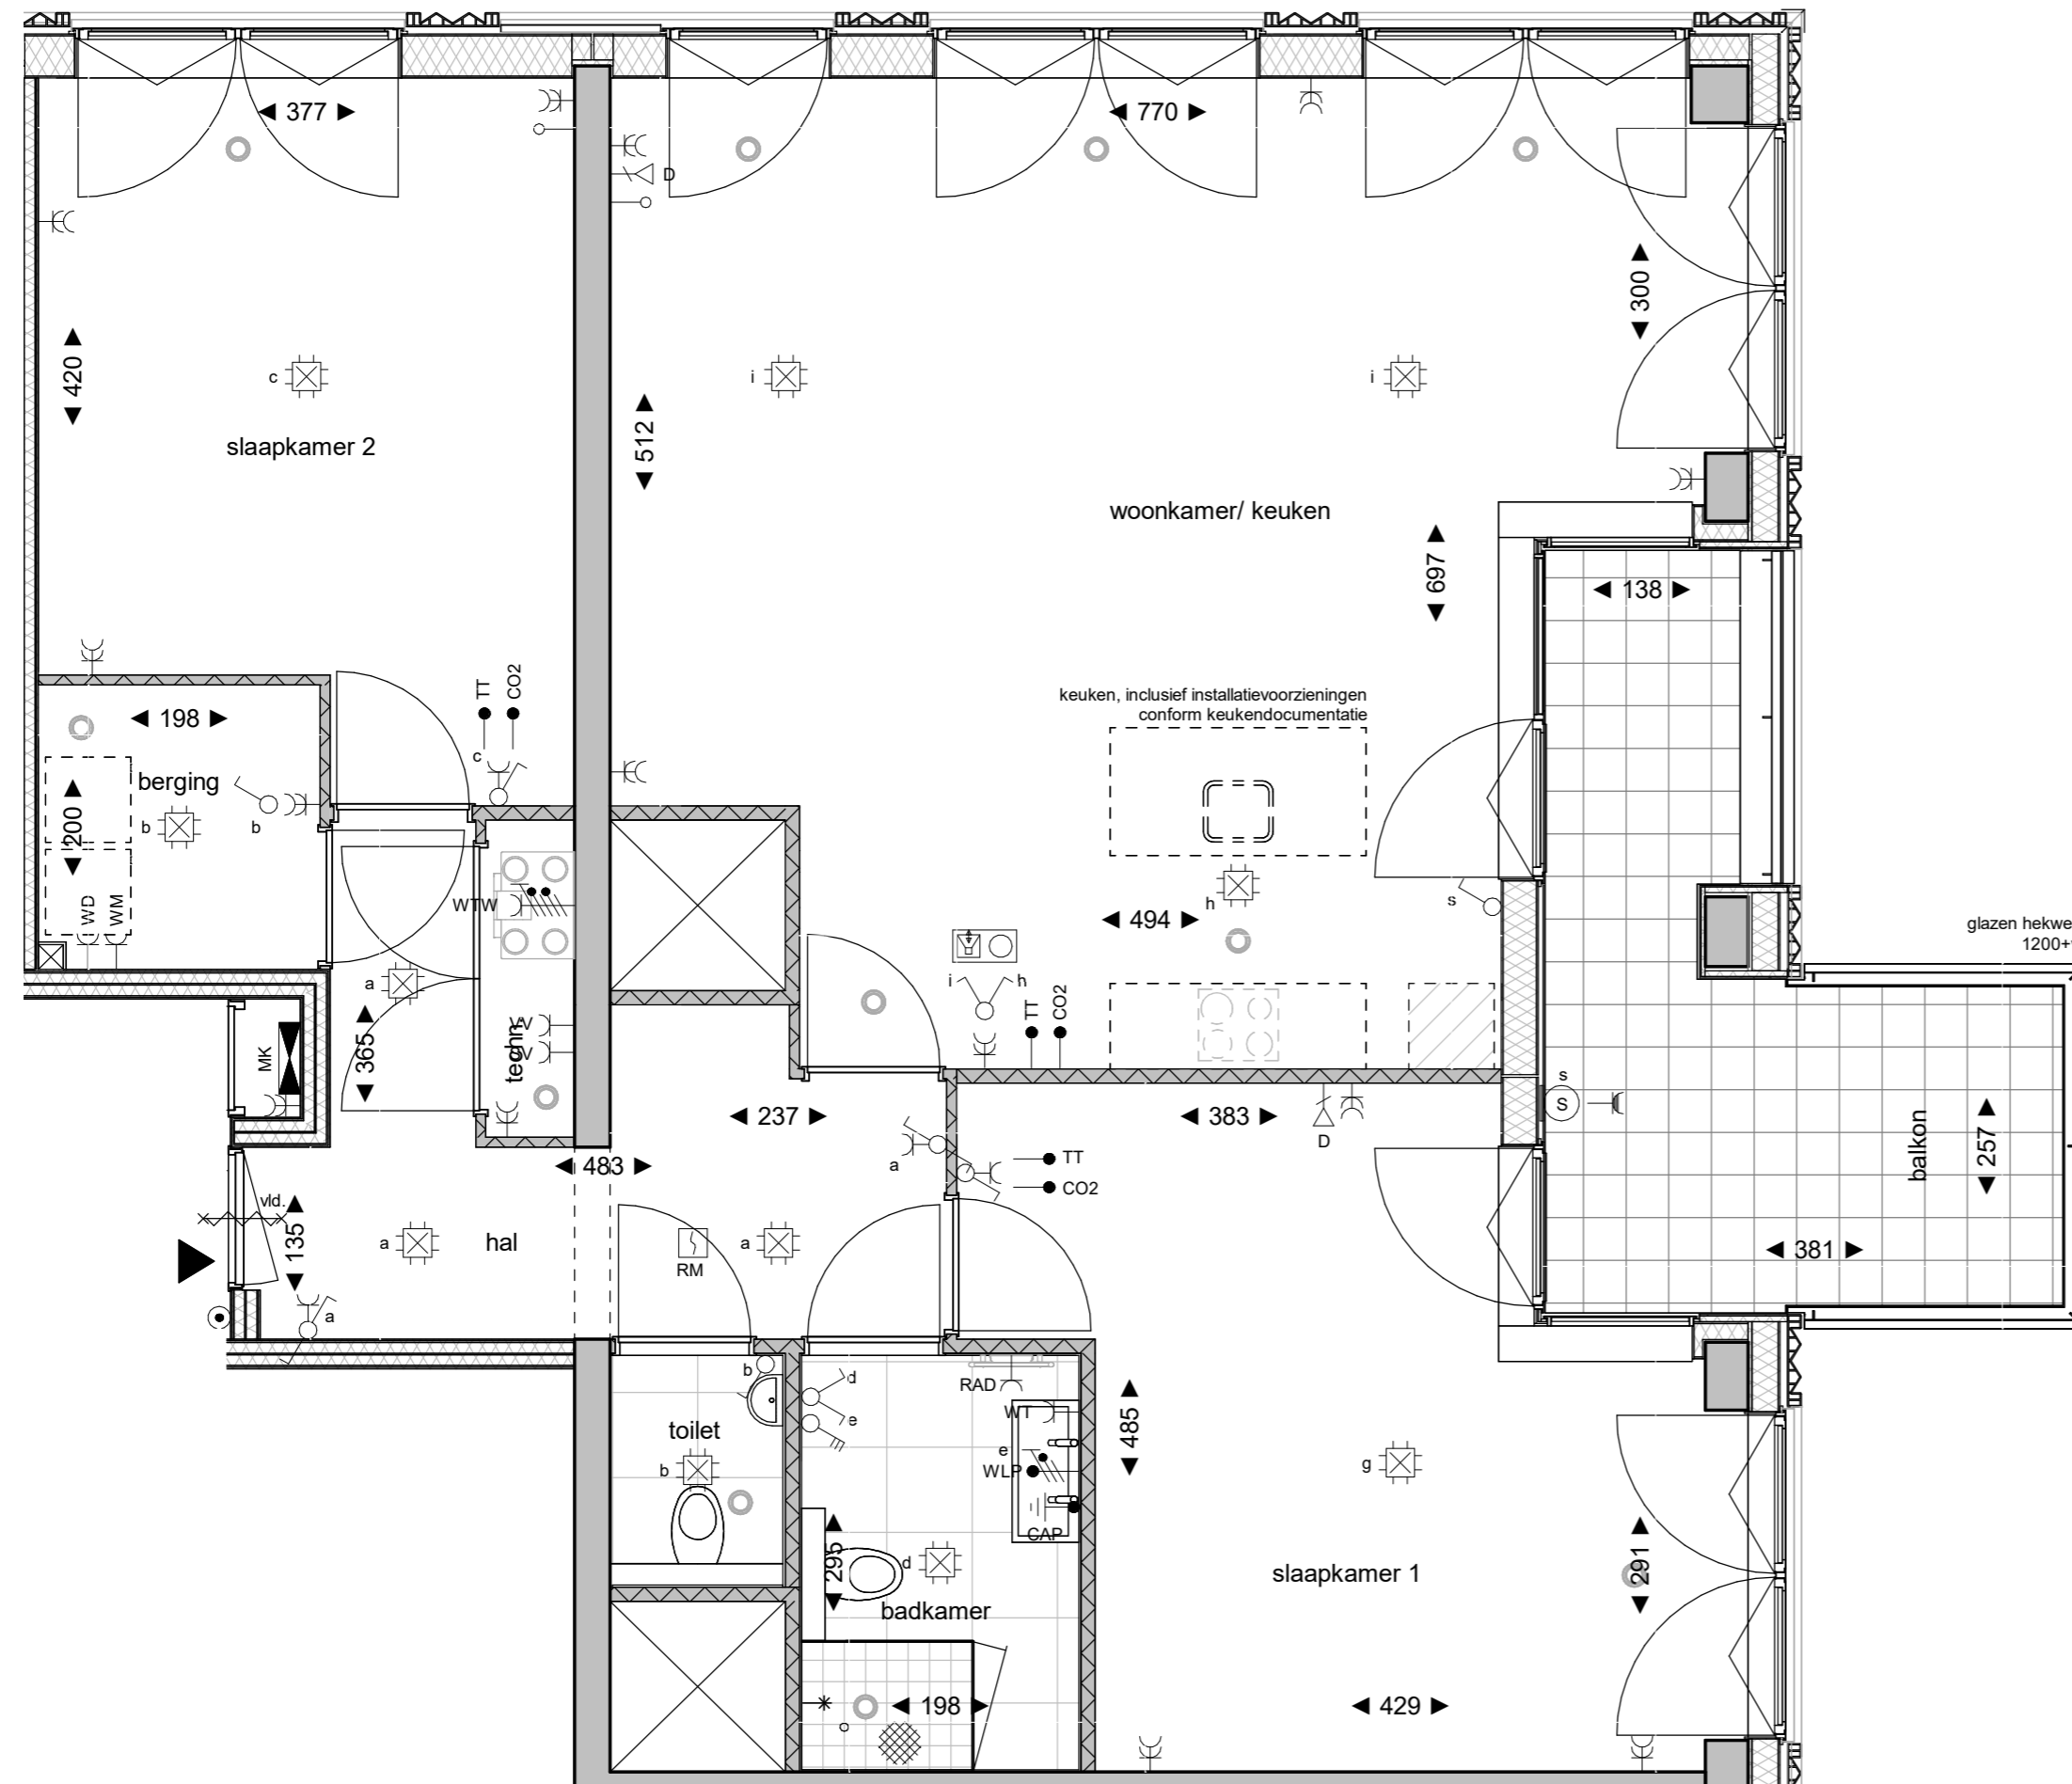 377
770
D
300
420
c
i
i
slaapkamer 2
512
woonkamer/ keuken
697
138
keuken, inclusief installatievoorzieningen
conform keukendocumentatie
TT
CO2
198
c
berging
b
b
200
s
WTW
h
494
glazen hekwe
1200+
WD
WM
a
i
h
TT
CO2
techn.
365
MK
s
S
237
383
D
balkon
257
a
TT
CO2
483
vld.
135
a
hal
a
RM
381
a
b
d
RAD
toilet
e
WT
485
b
e
WLP
g
CAP
295
d
291
slaapkamer 1
badkamer
198
429